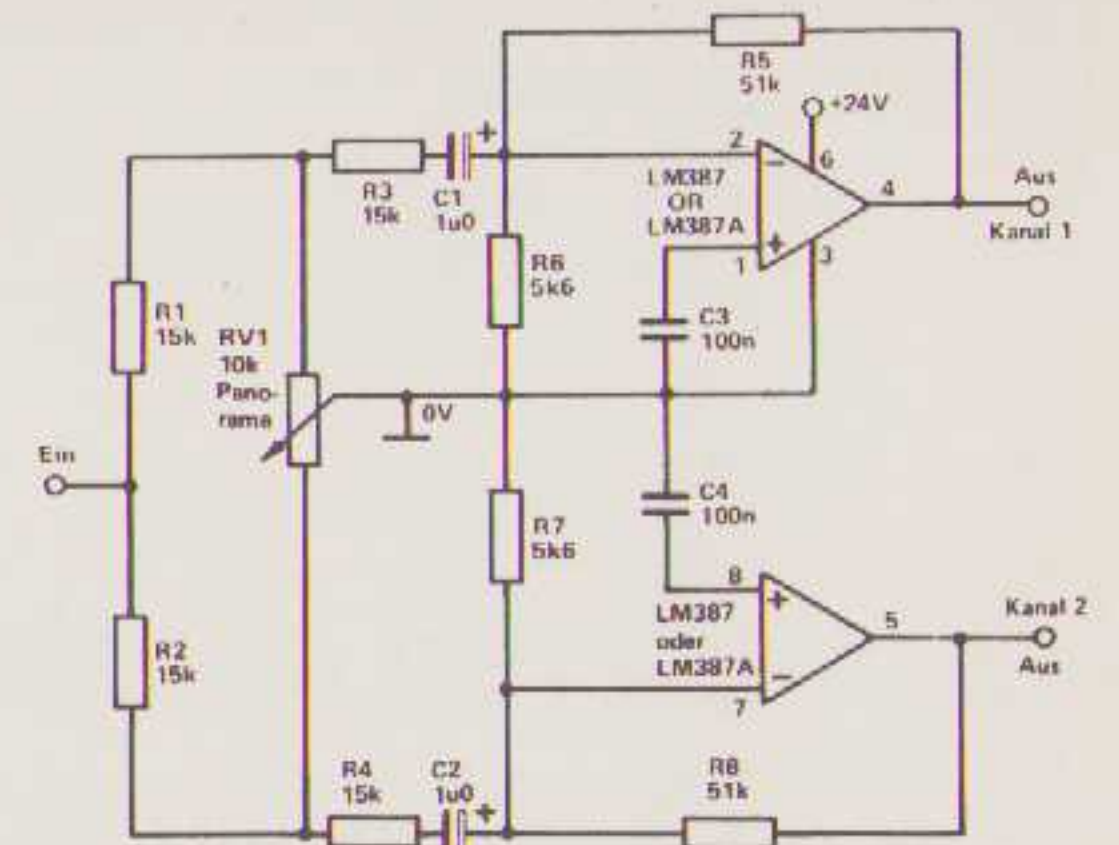 R5
51k
+24V
2
6
LM387
OR
LM387A
4
Aus
Kanal 1
R3
15k
C1
1u0
+
−
+
1
3
R6
5k6
C3
100n
R1
15k
RV1
10k
Pano-
rama
0V
Ein
C4
100n
R7
5k6
8
LM387
oder
LM387A
+
−
5
Kanal 2
Aus
R2
15k
7
R4
15k
C2
1u0
+
R8
51k